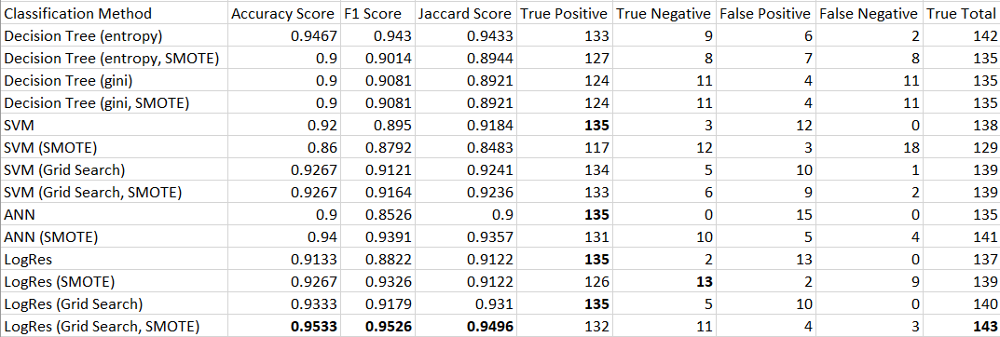 Classification Method Accuracy Score F1 Score Jaccard Score True Positive True Negative False Positive False Negative True Total
Decision Tree (entropy) 0.9467 0.943 0.9433 133 9 6 2 142
Decision Tree (entropy, SMOTE) 0.9 0.9014 0.8944 127 8 7 8 135
Decision Tree (gini) 0.9 0.9081 0.8921 124 11 4 11 135
Decision Tree (gini, SMOTE) 0.9 0.9081 0.8921 124 11 4 11 135
SVM 0.92 0.895 0.9184 135 3 12 0 138
SVM (SMOTE) 0.86 0.8792 0.8483 117 12 3 18 129
SVM (Grid Search) 0.9267 0.9121 0.9241 134 5 10 1 139
SVM (Grid Search, SMOTE) 0.9267 0.9164 0.9236 133 6 9 2 139
ANN 0.9 0.8526 0.9 135 0 15 0 135
ANN (SMOTE) 0.94 0.9391 0.9357 131 10 5 4 141
LogRes 0.9133 0.8822 0.9122 135 2 13 0 137
LogRes (SMOTE) 0.9267 0.9326 0.9122 126 13 2 9 139
LogRes (Grid Search) 0.9333 0.9179 0.931 135 5 10 0 140
LogRes (Grid Search, SMOTE) 0.9533 0.9526 0.9496 132 11 4 3 143